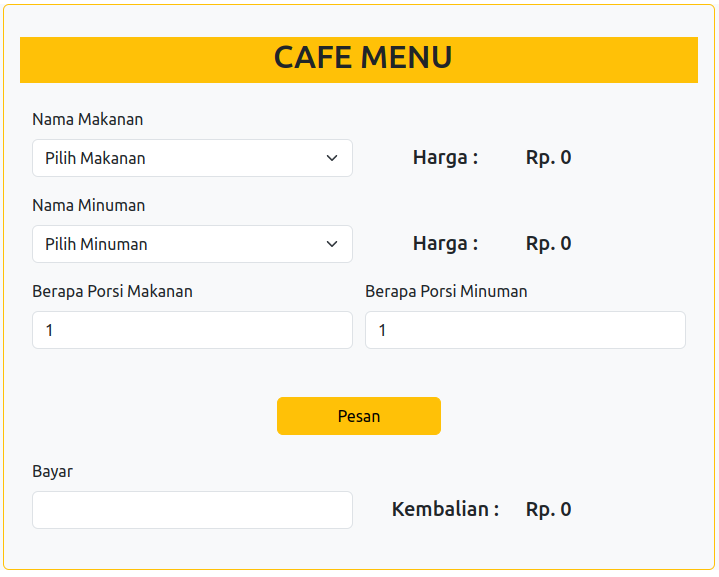 CAFE MENU
Nama Makanan
Pilih Makanan Harga : Rp. 0
Nama Minuman
Pilih Minuman Harga : Rp. 0
Berapa Porsi Makanan Berapa Porsi Minuman
1 1
Pesan
Bayar
Kembalian : Rp. 0